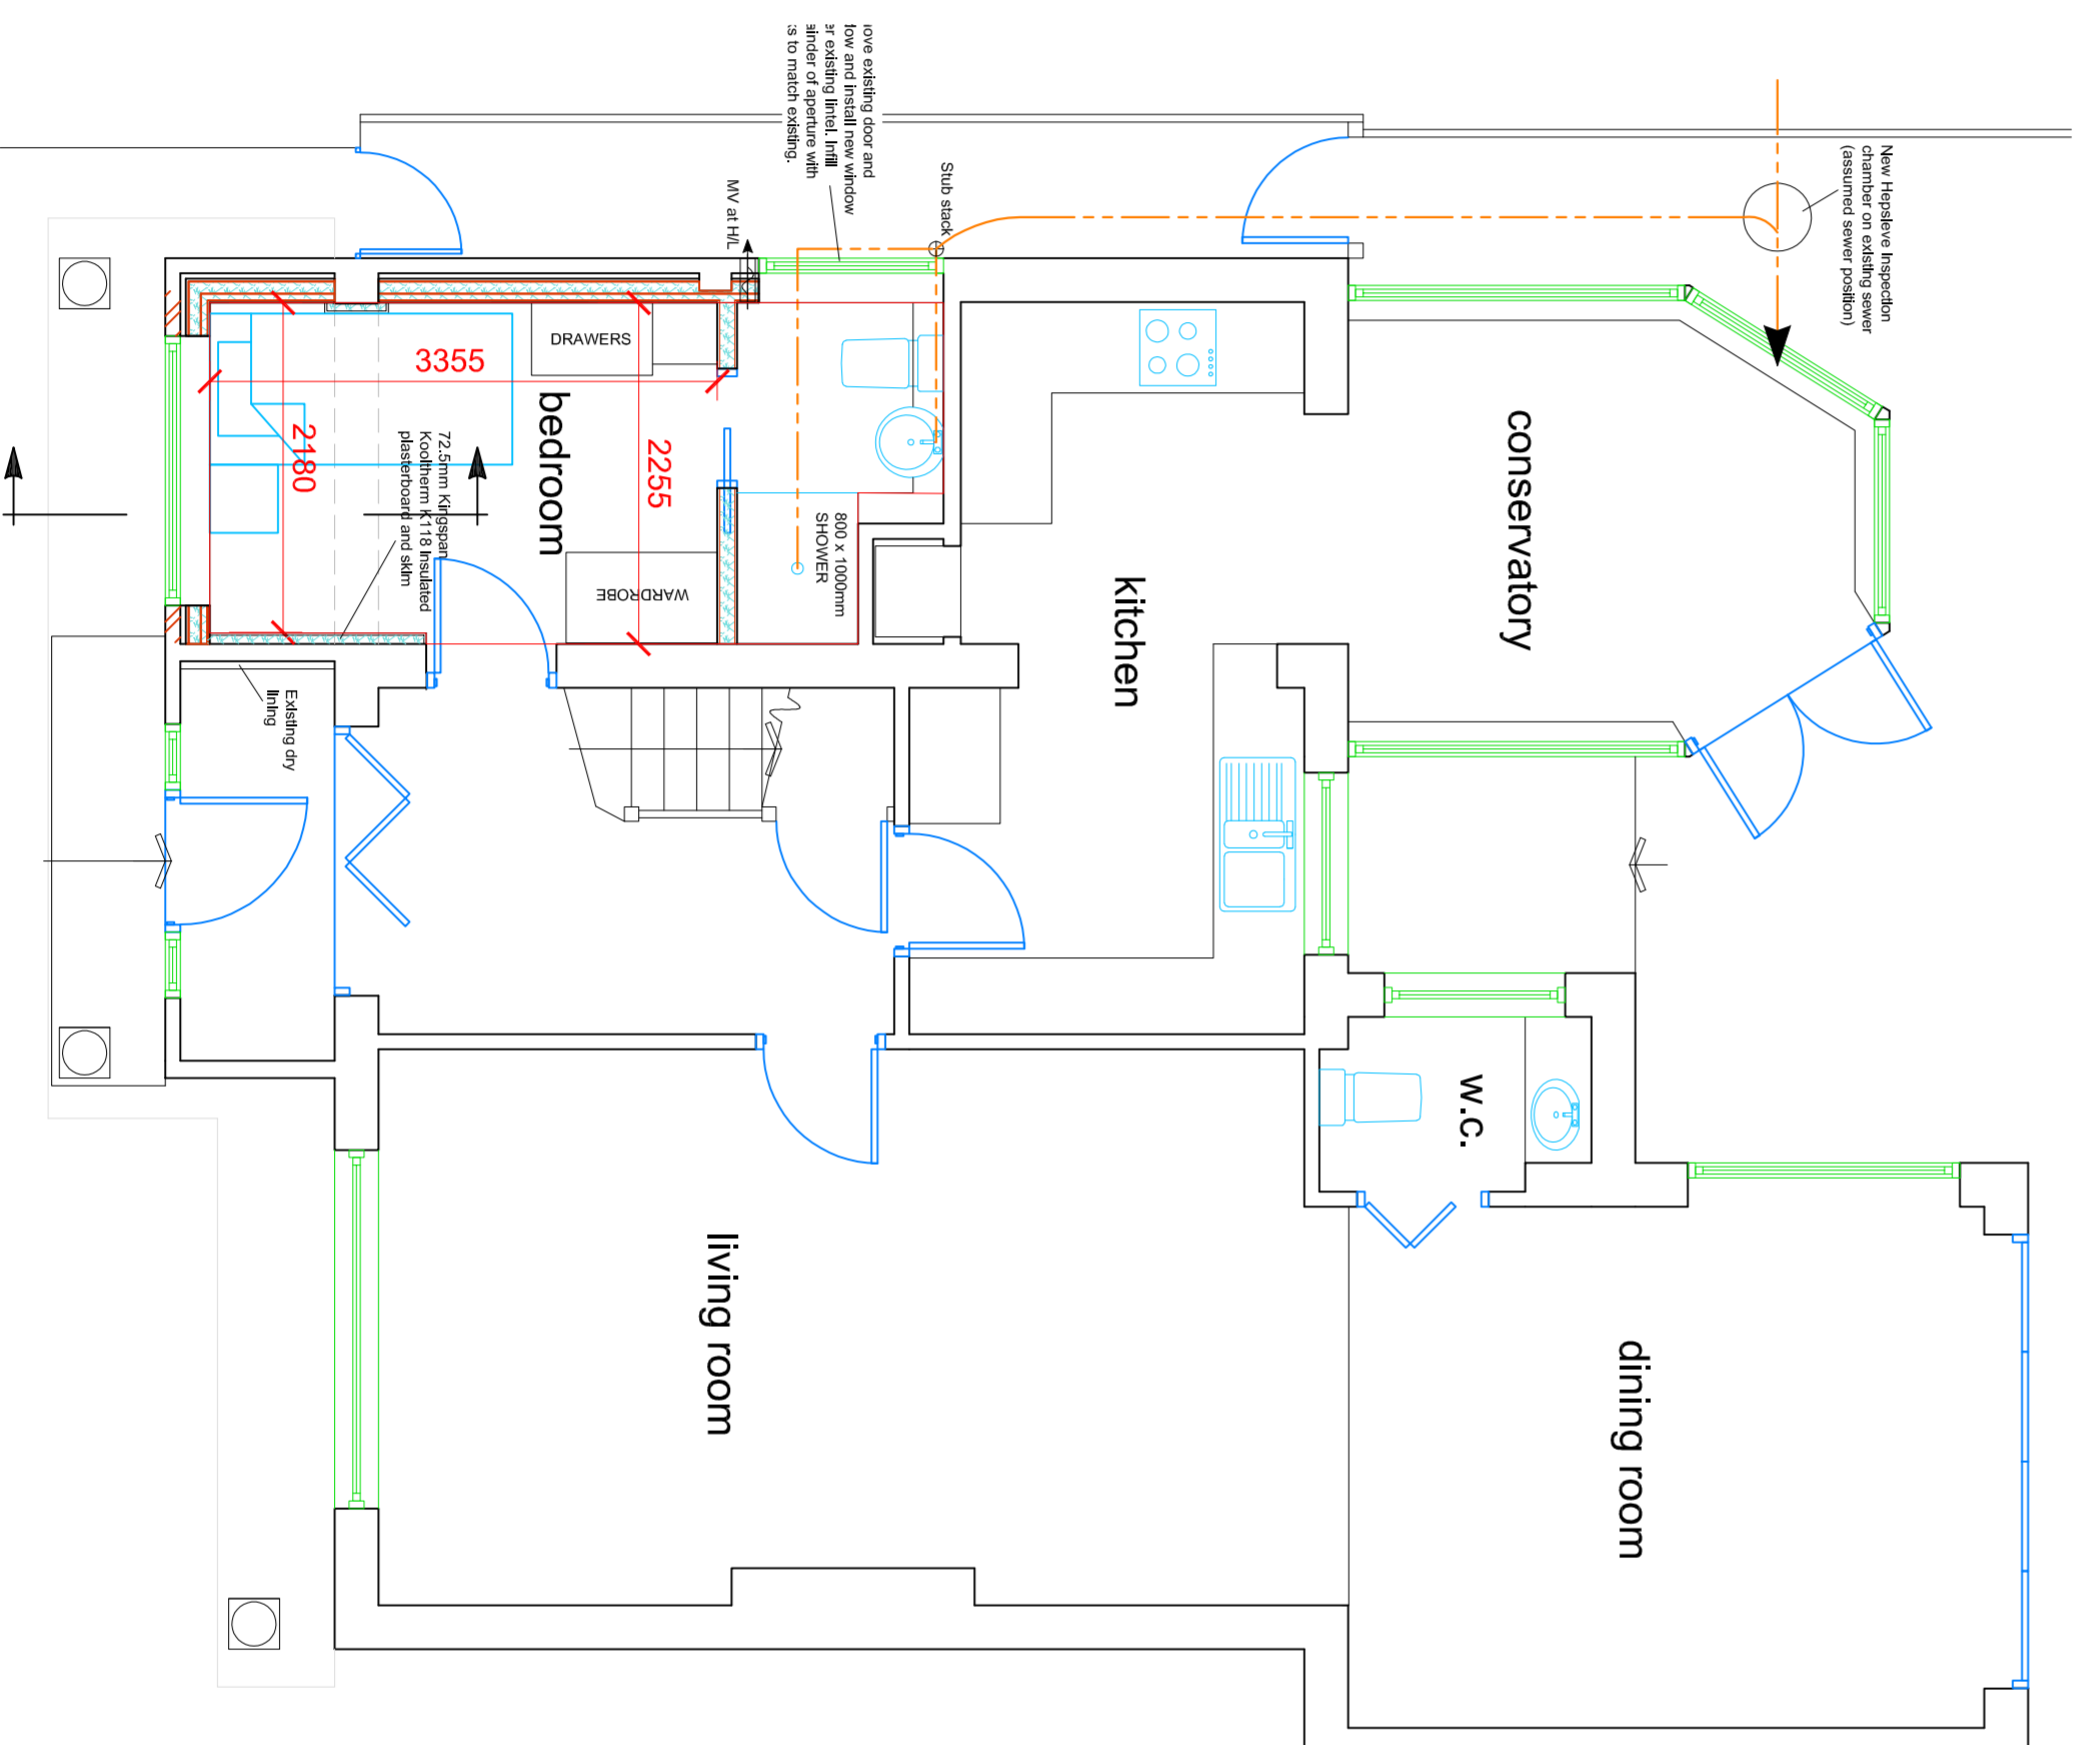 ove existing door and
ow and install new window
er existing lintel. Infill
ainder of aperture with
s to match existing.
MV at H/L
Stub stack
New Hepsleve Inspection
chamber on existing sewer
(assumed sewer position)
DRAWERS
3355
bedroom
2180
2255
72.5mm Kingspan
Kooltherm K118 Insulated
plasterboard and skim
800 x 1000mm
SHOWER
WARDROBE
conservatory
kitchen
Existing dry
lining
w.c.
living room
dining room